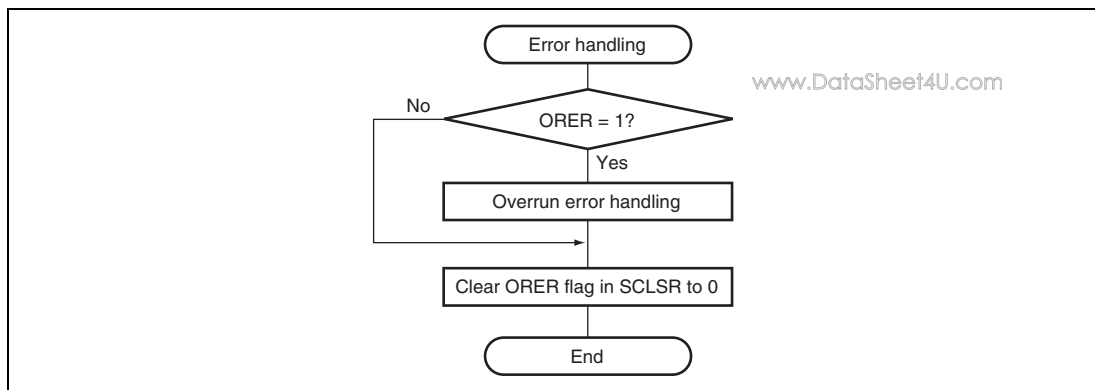 Error handling
www.DataSheet4U.com
No
ORER = 1?
Yes
Overrun error handling
Clear ORER flag in SCLSR to 0
End